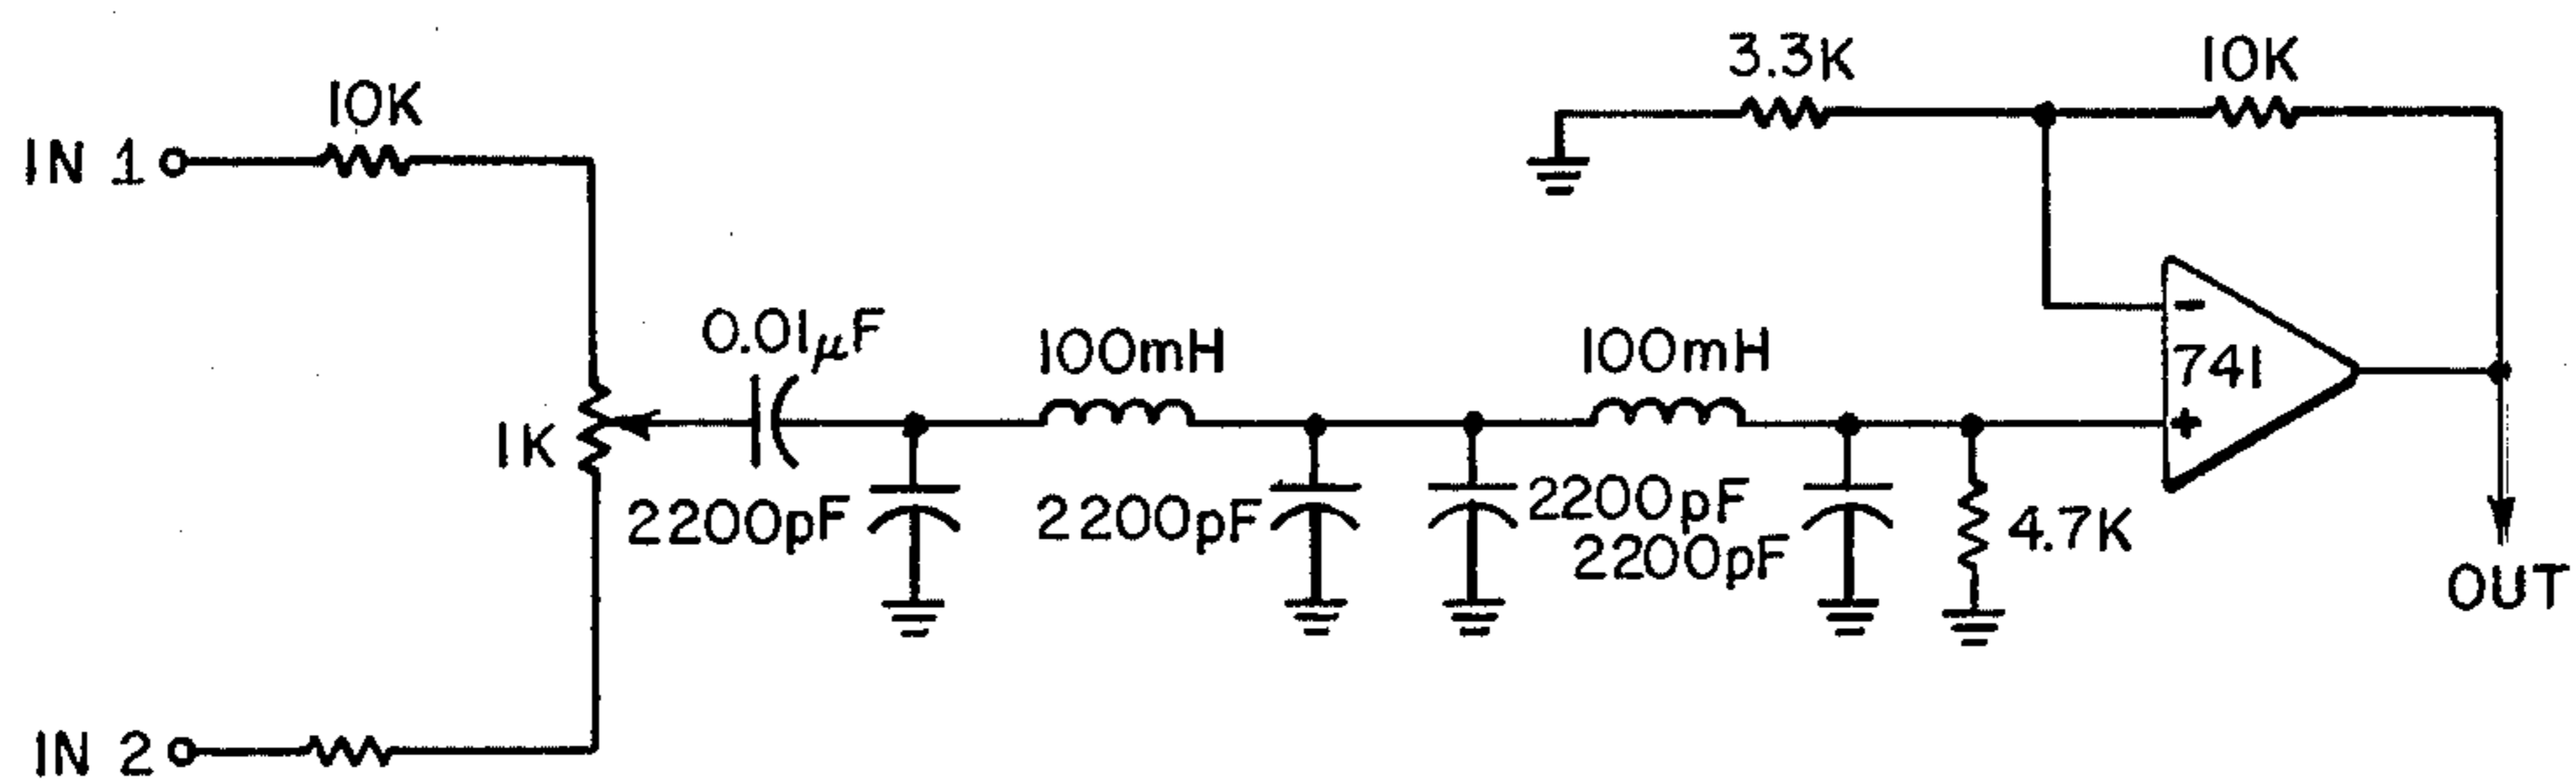 3.3K
10K
10K
IN 1
0.01μF
100mH
100mH
741
-
+
1K
2200pF
2200pF
2200pF
2200pF
4.7K
OUT
IN 2